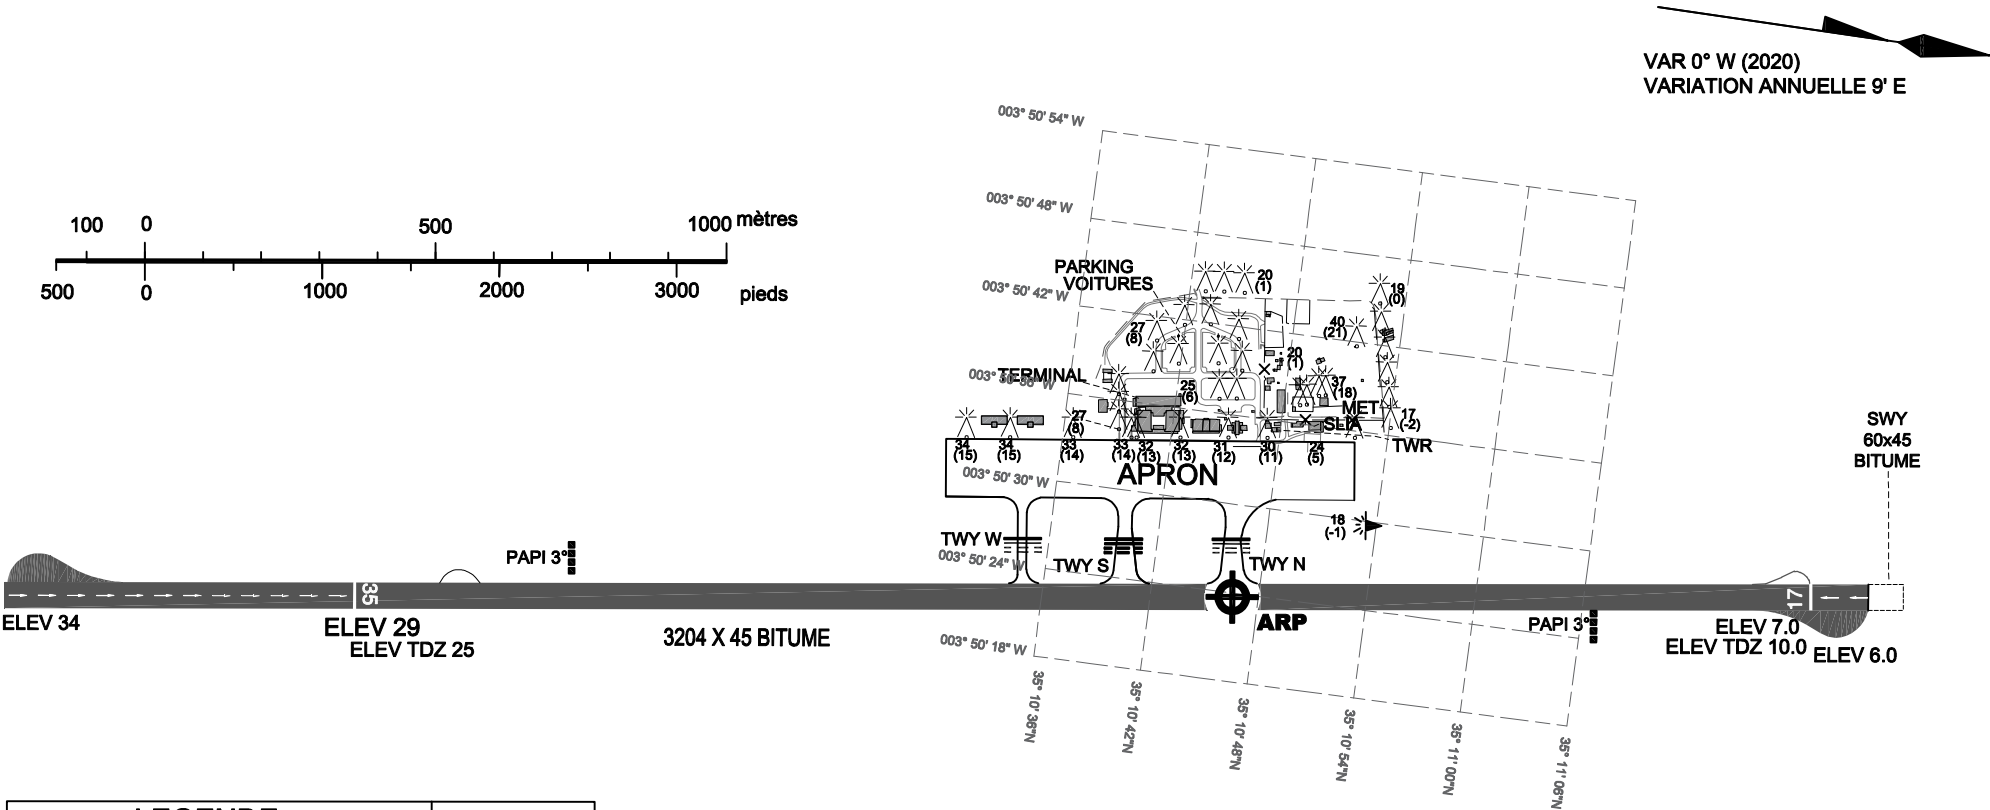 VAR 0° W (2020)
VARIATION ANNUELLE 9' E
003° 50' 54" W
003° 50' 48" W
003° 50' 42" W
003° 50' 36" W
003° 50' 30" W
003° 50' 24" W
003° 50' 18" W
100 0 500 1000 mètres
500 0 1000 2000 3000 pieds
PARKING
VOITURES
20
(1)
19
(0)
27
(8)
40
(21)
20
(1)
TERMINAL
25
(6)
37
(18)
MET
SLIA
17
(-2)
TWR
27
(8)
34
(15)
34
(15)
33
(14)
33
(14)
32
(13)
32
(13)
31
(12)
30
(11)
24
(5)
APRON
18
(-1)
SWY
60x45
BITUME
PAPI 3°
TWY W
TWY S
TWY N
35
17
ARP
ELEV 34
ELEV 29
ELEV TDZ 25
3204 X 45 BITUME
PAPI 3°
ELEV 7.0
ELEV TDZ 10.0
ELEV 6.0
35° 10' 36"N
35° 10' 42"N
35° 10' 48"N
35° 10' 54"N
35° 11' 00"N
35° 11' 06"N
LEGENDE